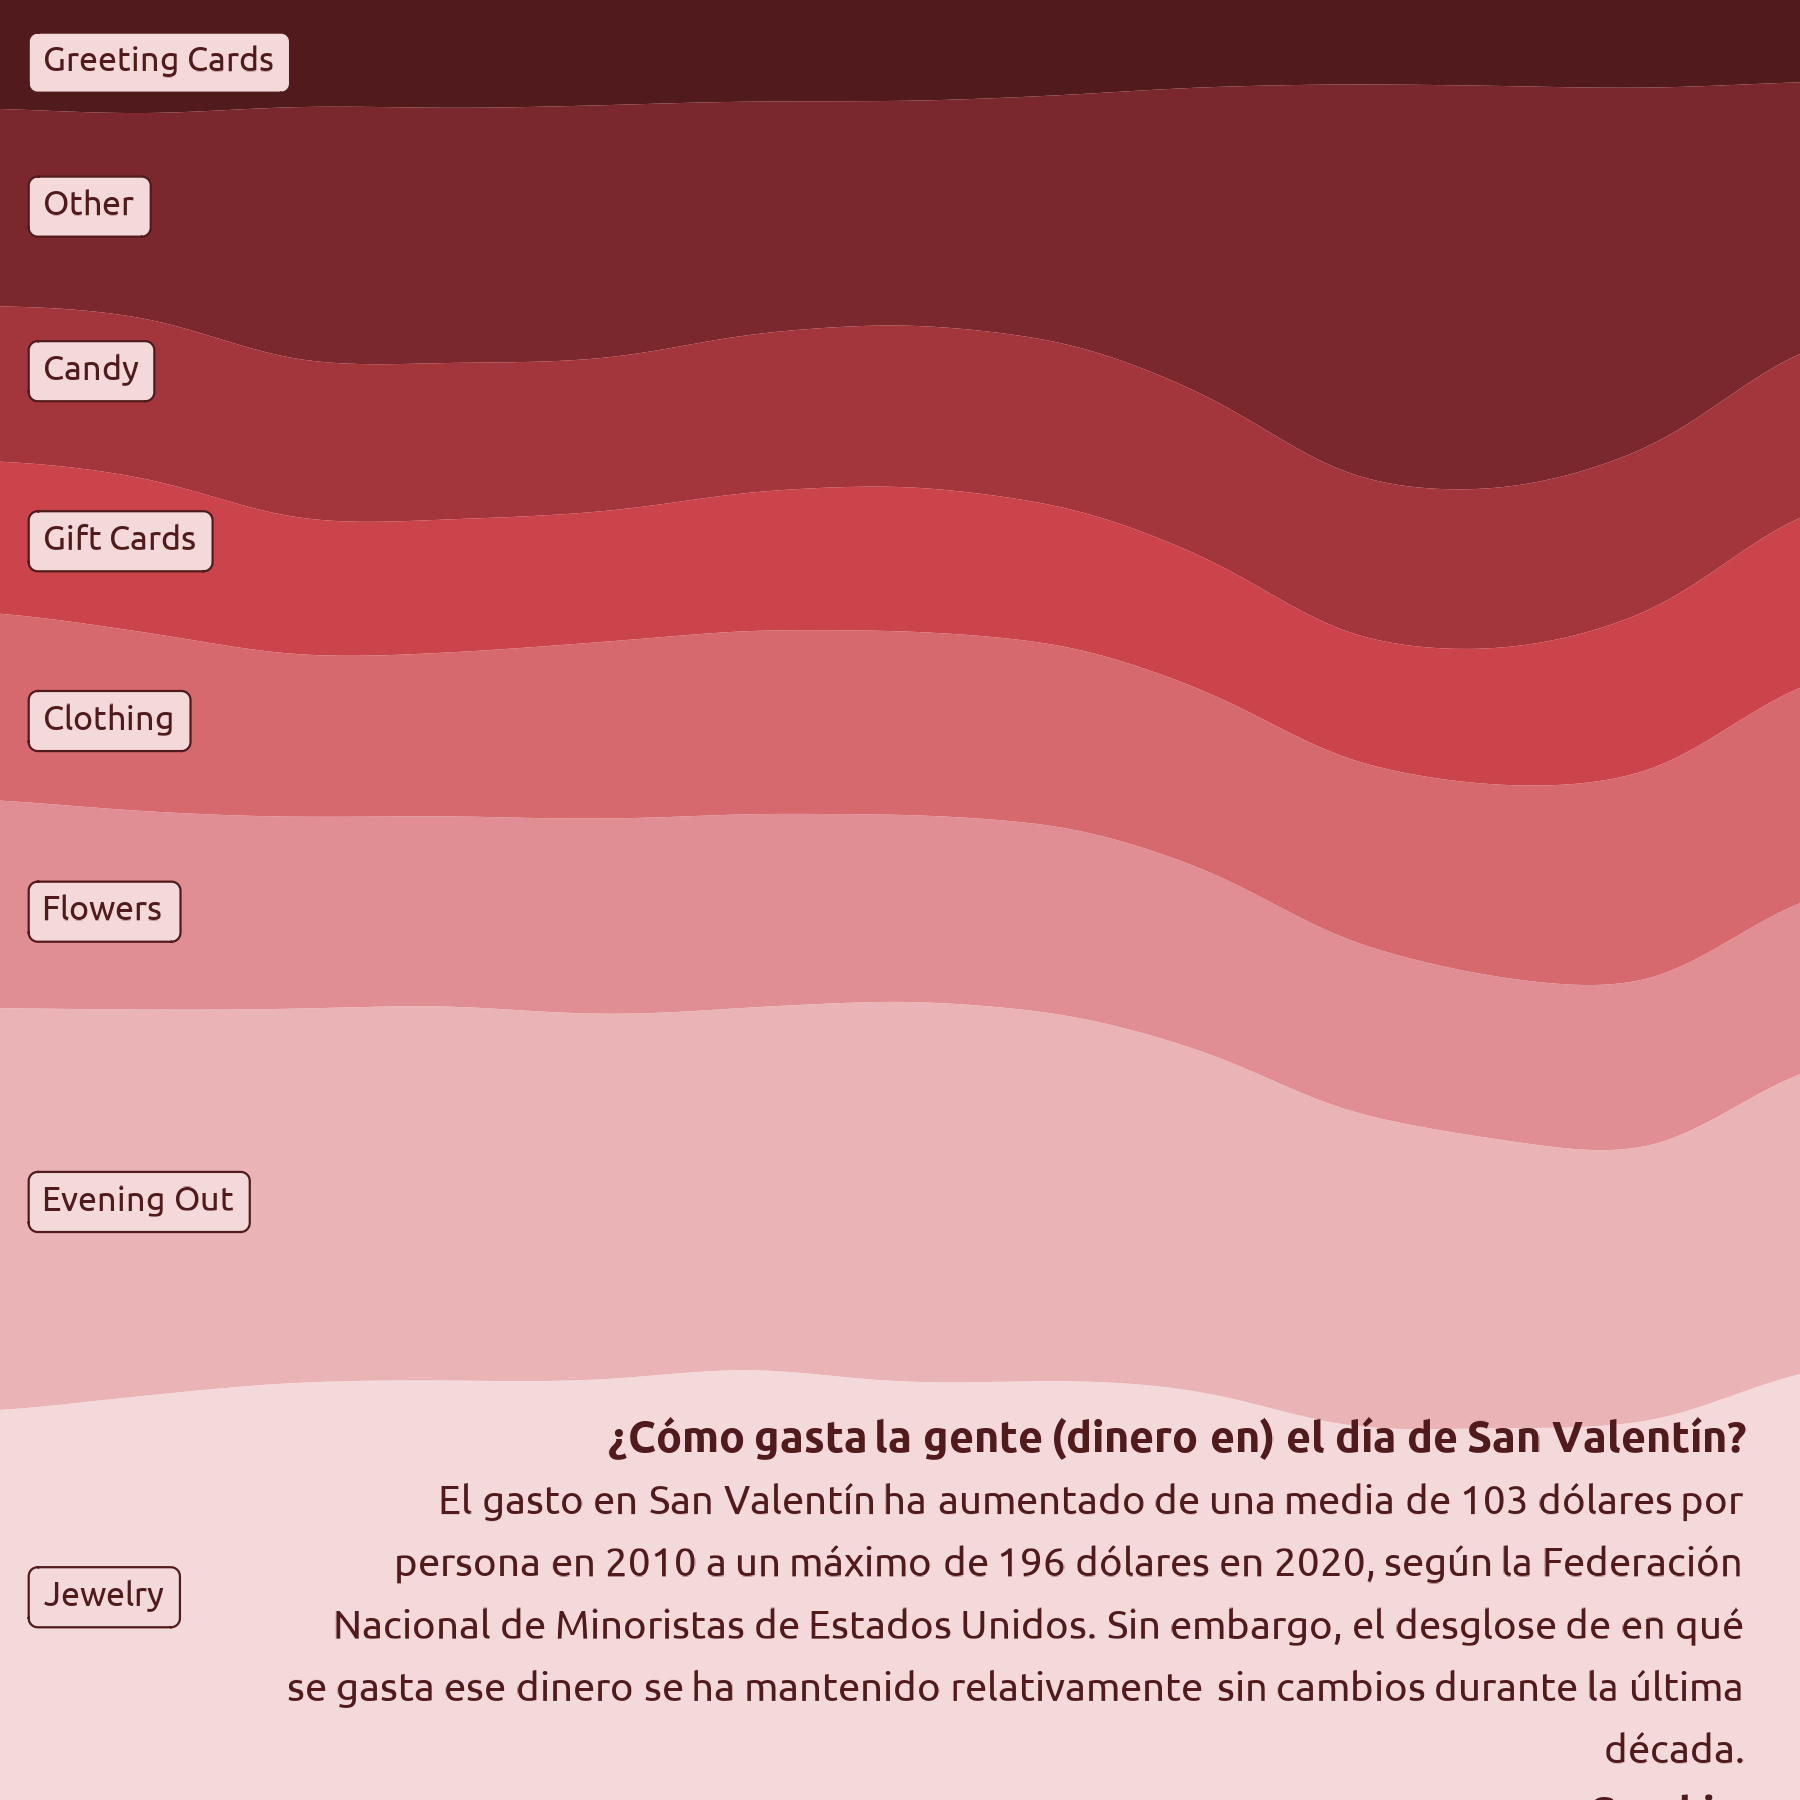 Greeting Cards
Other
Candy
Gift Cards
Clothing
Flowers
Evening Out
Jewelry
¿Cómo gasta la gente (dinero en) el día de San Valentín?
El gasto en San Valentín ha aumentado de una media de 103 dólares por
persona en 2010 a un máximo de 196 dólares en 2020, según la Federación
Nacional de Minoristas de Estados Unidos. Sin embargo, el desglose de en qué
se gasta ese dinero se ha mantenido relativamente sin cambios durante la última
década.